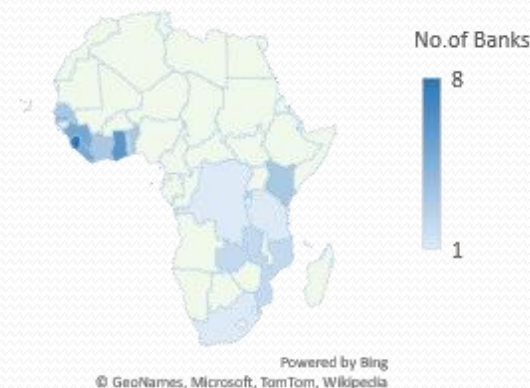 No.of Banks
8
1
Powered by Bing
© GeoNames, Microsoft, TomTom, Wikipedia